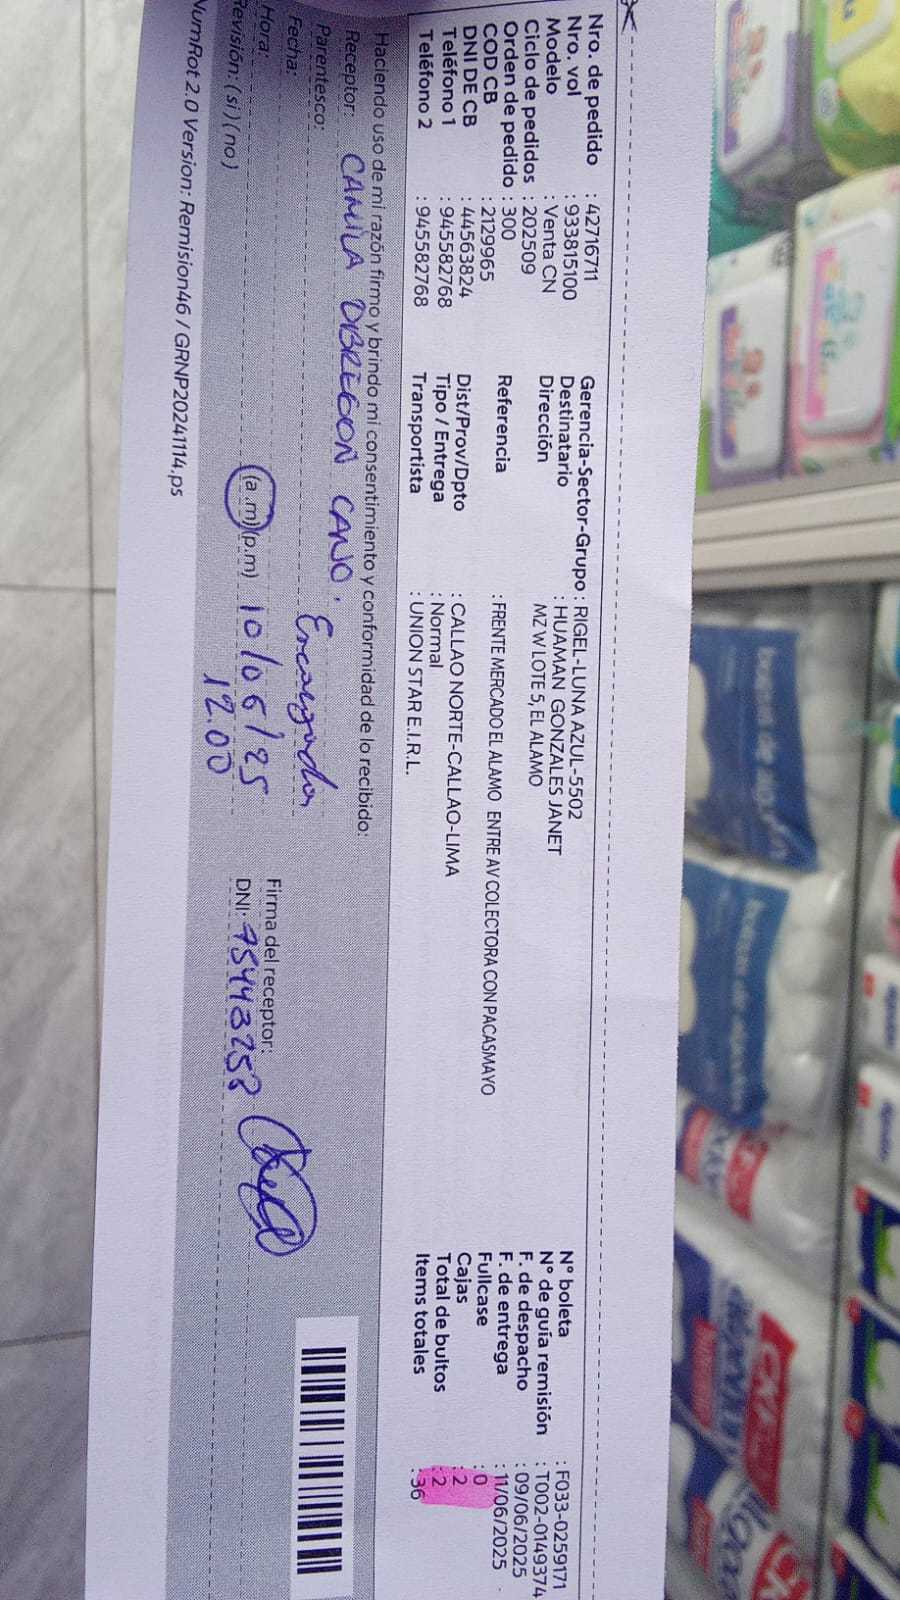 Nro. de pedido : 42716711
Nro. vol : 933815100
Modelo : Venta CN
Ciclo de pedidos : 202509
Orden de pedido : 300
COD CB : 2129965
DNI DE CB : 44563824
Teléfono 1 : 945582768
Teléfono 2 : 945582768
Gerencia-Sector-Grupo : RIGEL-LUNA AZUL-5502
Destinatario : HUAMAN GONZALES JANET
Dirección MZ W LOTE 5, EL ALAMO
Referencia : FRENTE MERCADO EL ALAMO ENTRE AV COLECTORA CON PACASMAYO
Dist/Prov/Dpto : CALLAO NORTE-CALLAO-LIMA
Tipo / Entrega : Normal
Transportista : UNION STAR E.I.R.L.
N° boleta : F033-0259171
N° de guía remisión : T002-0149374
F. de despacho : 09/06/2025
F. de entrega : 11/06/2025
Fullcase : 0
Cajas : 2
Total de bultos : 2
Items totales : 36
Haciendo uso de mi razón firmo y brindo mi consentimiento y conformidad de lo recibido:
Receptor: CAMILA OBREGON CANO.
Parentesco: Encargada
Fecha: 10/06/25
Hora: (a.m)(p.m) 12.00
Revisión: (si) (no)
Firma del receptor:
DNI: 75443258
NumRot 2.0 Version: Remision46 / GRNP20241114.ps